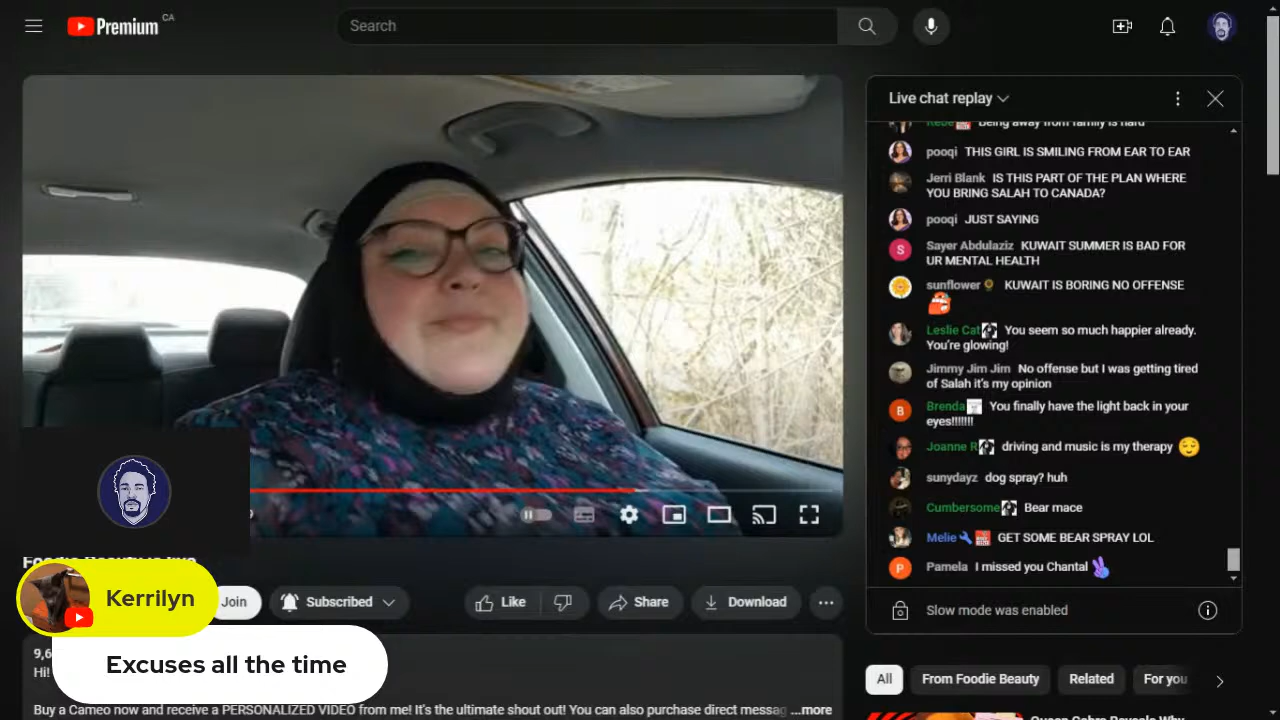 Premium CA
Search
Live chat replay
Being away from family is hard
pooqi THIS GIRL IS SMILING FROM EAR TO EAR
Jerri Blank IS THIS PART OF THE PLAN WHERE
YOU BRING SALAH TO CANADA?
pooqi JUST SAYING
S
Sayer Abdulaziz KUWAIT SUMMER IS BAD FOR
UR MENTAL HEALTH
sunflower KUWAIT IS BORING NO OFFENSE
Leslie Cat You seem so much happier already.
You're glowing!
Jimmy Jim Jim No offense but I was getting tired
of Salah it's my opinion
B
Brenda You finally have the light back in your
eyes!!!!!!!
Joanne R driving and music is my therapy
sunydayz dog spray? huh
Cumbersome Bear mace
Melie GET SOME BEAR SPRAY LOL
P
Pamela I missed you Chantal
Slow mode was enabled
Kerrilyn
Join
Subscribed
Like
Share
Download
Excuses all the time
9,6
Hi!
Buy a Cameo now and receive a PERSONALIZED VIDEO from me! It's the ultimate shout out! You can also purchase direct messag ...more
All
From Foodie Beauty
Related
For you